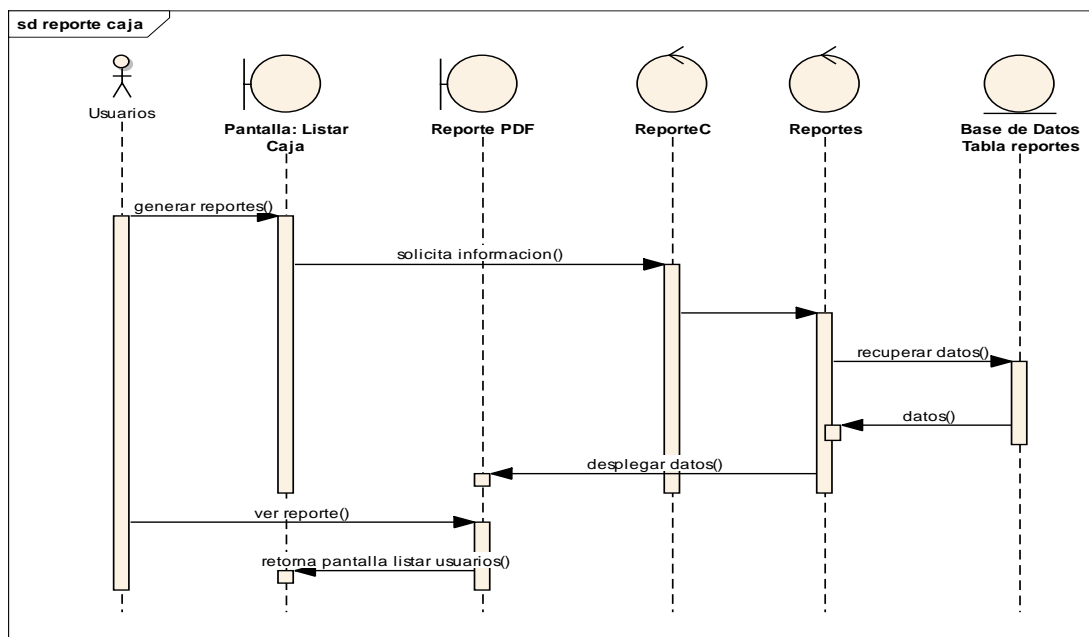 sd reporte caja
Usuarios
Pantalla: Listar
Caja
Reporte PDF
ReporteC
Reportes
Base de Datos
Tabla reportes
generar reportes()
solicita informacion()
recuperar datos()
datos()
desplegar datos()
ver reporte()
retorna pantalla listar usuarios()